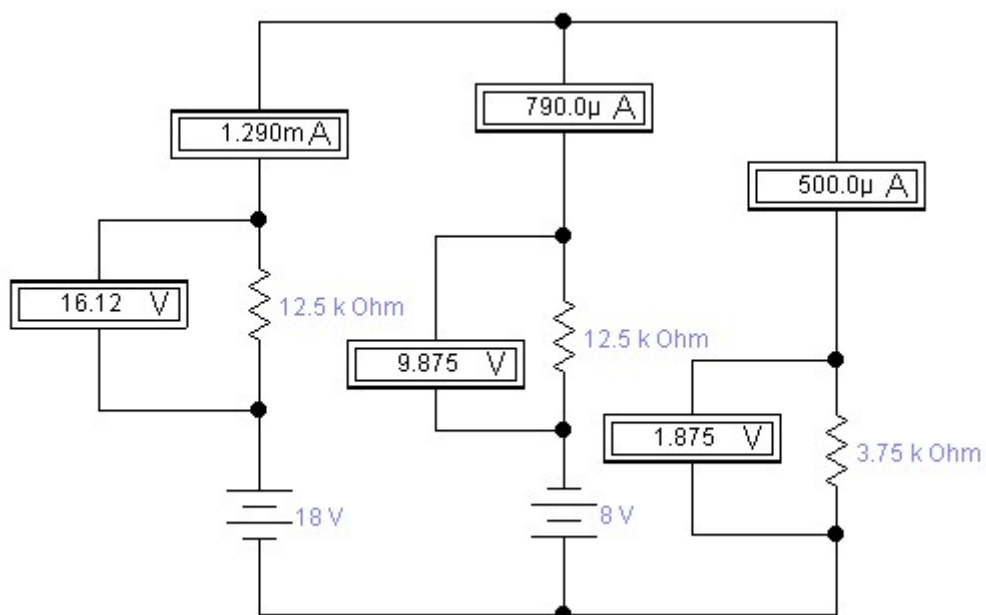 790.0µ A
1.290m A
500.0µ A
16.12 V
12.5 k Ohm
12.5 k Ohm
9.875 V
1.875 V
3.75 k Ohm
18 V
8 V